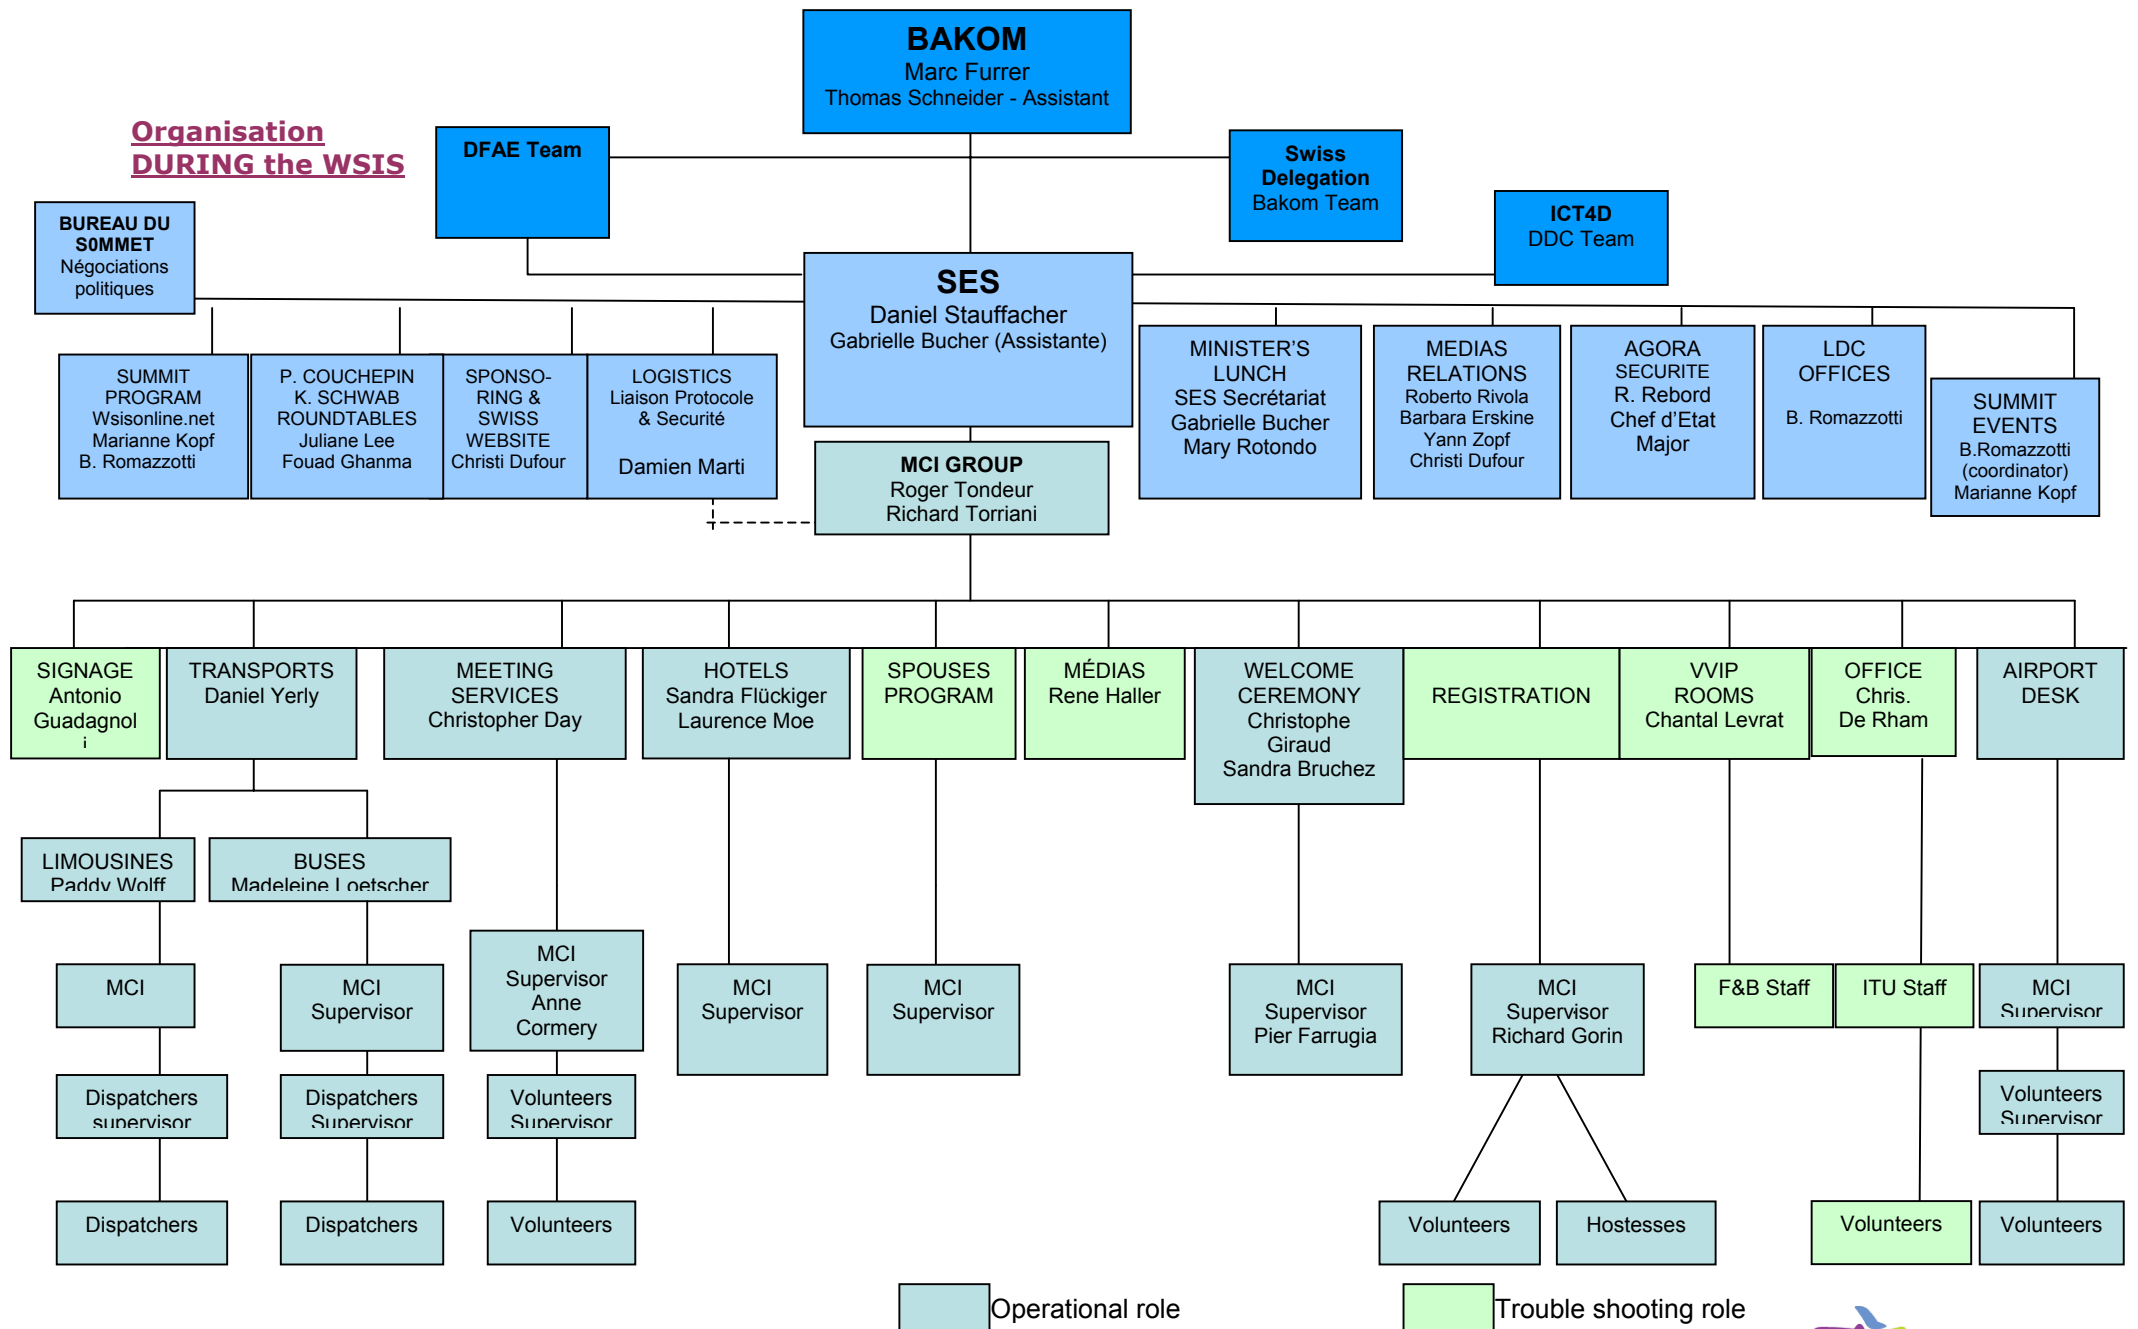 BAKOM
Marc Furrer
Thomas Schneider - Assistant
Organisation
DURING the WSIS
DFAE Team
Swiss
Delegation
Bakom Team
ICT4D
DDC Team
BUREAU DU
S0MMET
Négociations
politiques
SES
Daniel Stauffacher
Gabrielle Bucher (Assistante)
SUMMIT
PROGRAM
Wsisonline.net
Marianne Kopf
B. Romazzotti
P. COUCHEPIN
K. SCHWAB
ROUNDTABLES
Juliane Lee
Fouad Ghanma
SPONSO-
RING &
SWISS
WEBSITE
Christi Dufour
LOGISTICS
Liaison Protocole
& Securité
Damien Marti
MINISTER'S
LUNCH
SES Secrétariat
Gabrielle Bucher
Mary Rotondo
MEDIAS
RELATIONS
Roberto Rivola
Barbara Erskine
Yann Zopf
Christi Dufour
AGORA
SECURITE
R. Rebord
Chef d'Etat
Major
LDC
OFFICES
B. Romazzotti
SUMMIT
EVENTS
B.Romazzotti
(coordinator)
Marianne Kopf
MCI GROUP
Roger Tondeur
Richard Torriani
SIGNAGE
Antonio
Guadagnol
i
TRANSPORTS
Daniel Yerly
MEETING
SERVICES
Christopher Day
HOTELS
Sandra Flückiger
Laurence Moe
SPOUSES
PROGRAM
MÉDIAS
Rene Haller
WELCOME
CEREMONY
Christophe
Giraud
Sandra Bruchez
REGISTRATION
VVIP
ROOMS
Chantal Levrat
OFFICE
Chris.
De Rham
AIRPORT
DESK
LIMOUSINES
Paddy Wolff
BUSES
Madeleine Loetscher
MCI
MCI
Supervisor
MCI
Supervisor
Anne
Cormery
MCI
Supervisor
MCI
Supervisor
MCI
Supervisor
Pier Farrugia
MCI
Supervisor
Richard Gorin
F&B Staff
ITU Staff
MCI
Supervisor
Dispatchers
supervisor
Dispatchers
Supervisor
Volunteers
Supervisor
Volunteers
Supervisor
Dispatchers
Dispatchers
Volunteers
Volunteers
Hostesses
Volunteers
Volunteers
Operational role
Trouble shooting role